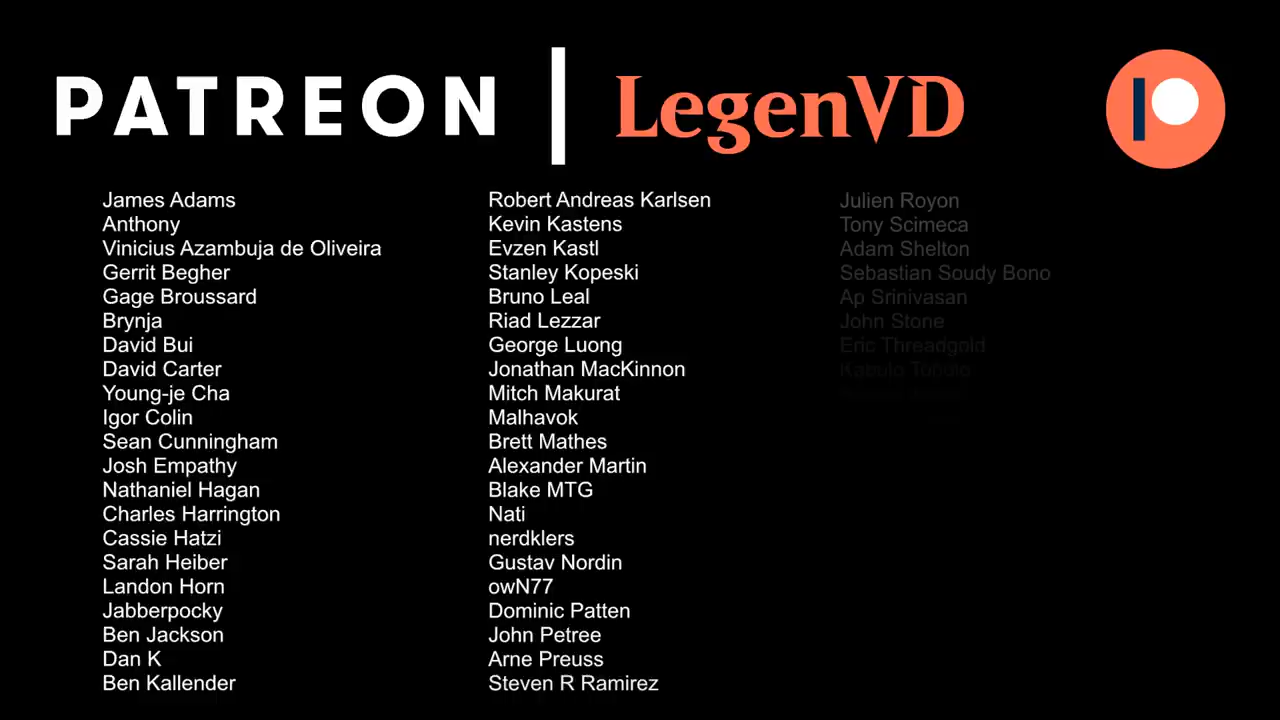 PATREON | LegenVD
James Adams
Anthony
Vinicius Azambuja de Oliveira
Gerrit Begher
Gage Broussard
Brynja
David Bui
David Carter
Young-je Cha
Igor Colin
Sean Cunningham
Josh Empathy
Nathaniel Hagan
Charles Harrington
Cassie Hatzi
Sarah Heiber
Landon Horn
Jabberpocky
Ben Jackson
Dan K
Ben Kallender
Robert Andreas Karlsen
Kevin Kastens
Evzen Kastl
Stanley Kopeski
Bruno Leal
Riad Lezzar
George Luong
Jonathan MacKinnon
Mitch Makurat
Malhavok
Brett Mathes
Alexander Martin
Blake MTG
Nati
nerdklers
Gustav Nordin
owN77
Dominic Patten
John Petree
Arne Preuss
Steven R Ramirez
Julien Royon
Tony Scimeca
Adam Shelton
Sebastian Soudy Bono
Ap Srinivasan
John Stone
Eric Threadgold